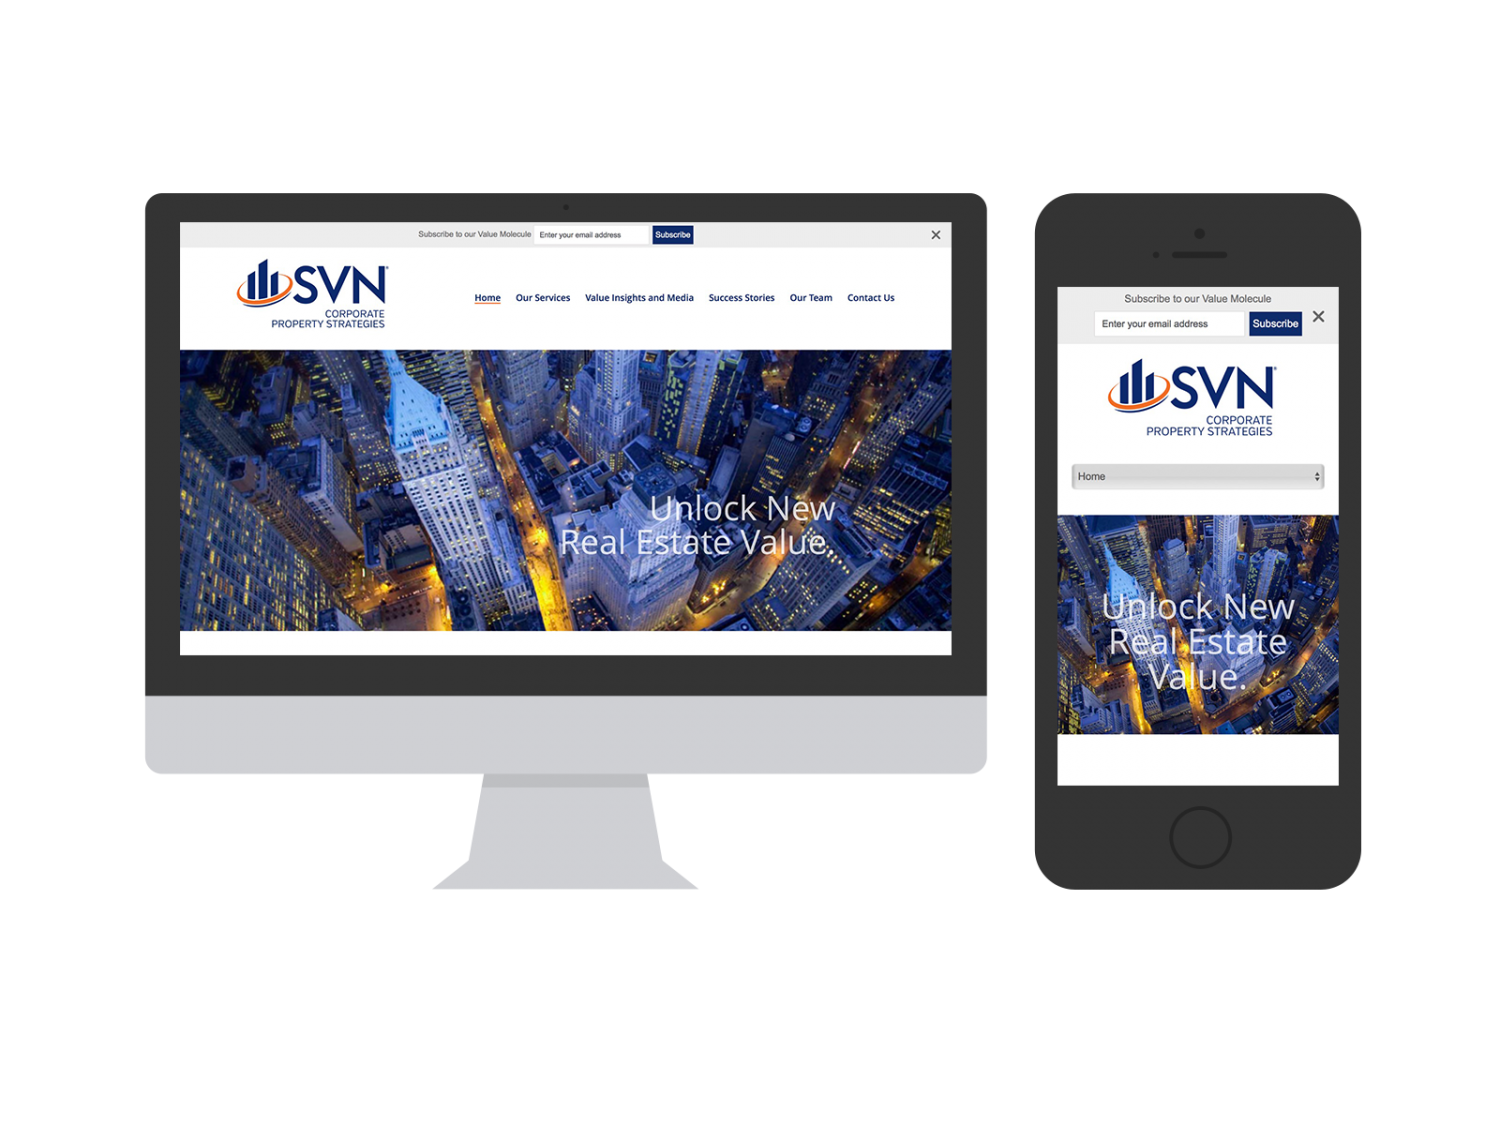 Subscribe to our Value Molecule Enter your email address Subscribe ✕
SVN®
CORPORATE
PROPERTY STRATEGIES
Home Our Services Value Insights and Media Success Stories Our Team Contact Us
Unlock New
Real Estate Value.
Subscribe to our Value Molecule
Enter your email address Subscribe ✕
SVN®
CORPORATE
PROPERTY STRATEGIES
Home
Unlock New
Real Estate
Value.